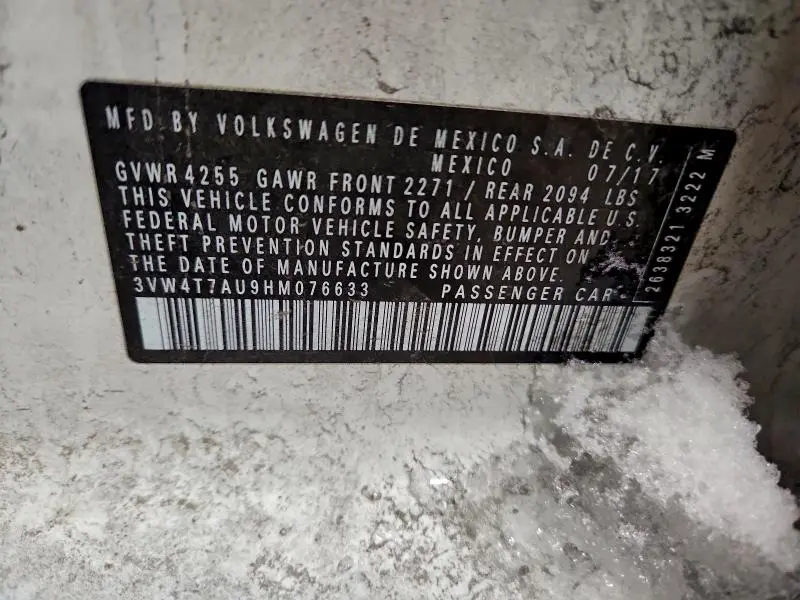 MFD BY VOLKSWAGEN DE MEXICO S.A. DE C.V.
MEXICO 07/17
GVWR 4255 GAWR FRONT 2271 / REAR 2094 LBS
THIS VEHICLE CONFORMS TO ALL APPLICABLE U.S.
FEDERAL MOTOR VEHICLE SAFETY, BUMPER AND
THEFT PREVENTION STANDARDS IN EFFECT ON
THE DATE OF MANUFACTURE SHOWN ABOVE.
3VW4T7AU9HM076633 PASSENGER CAR
2638321 3222 M